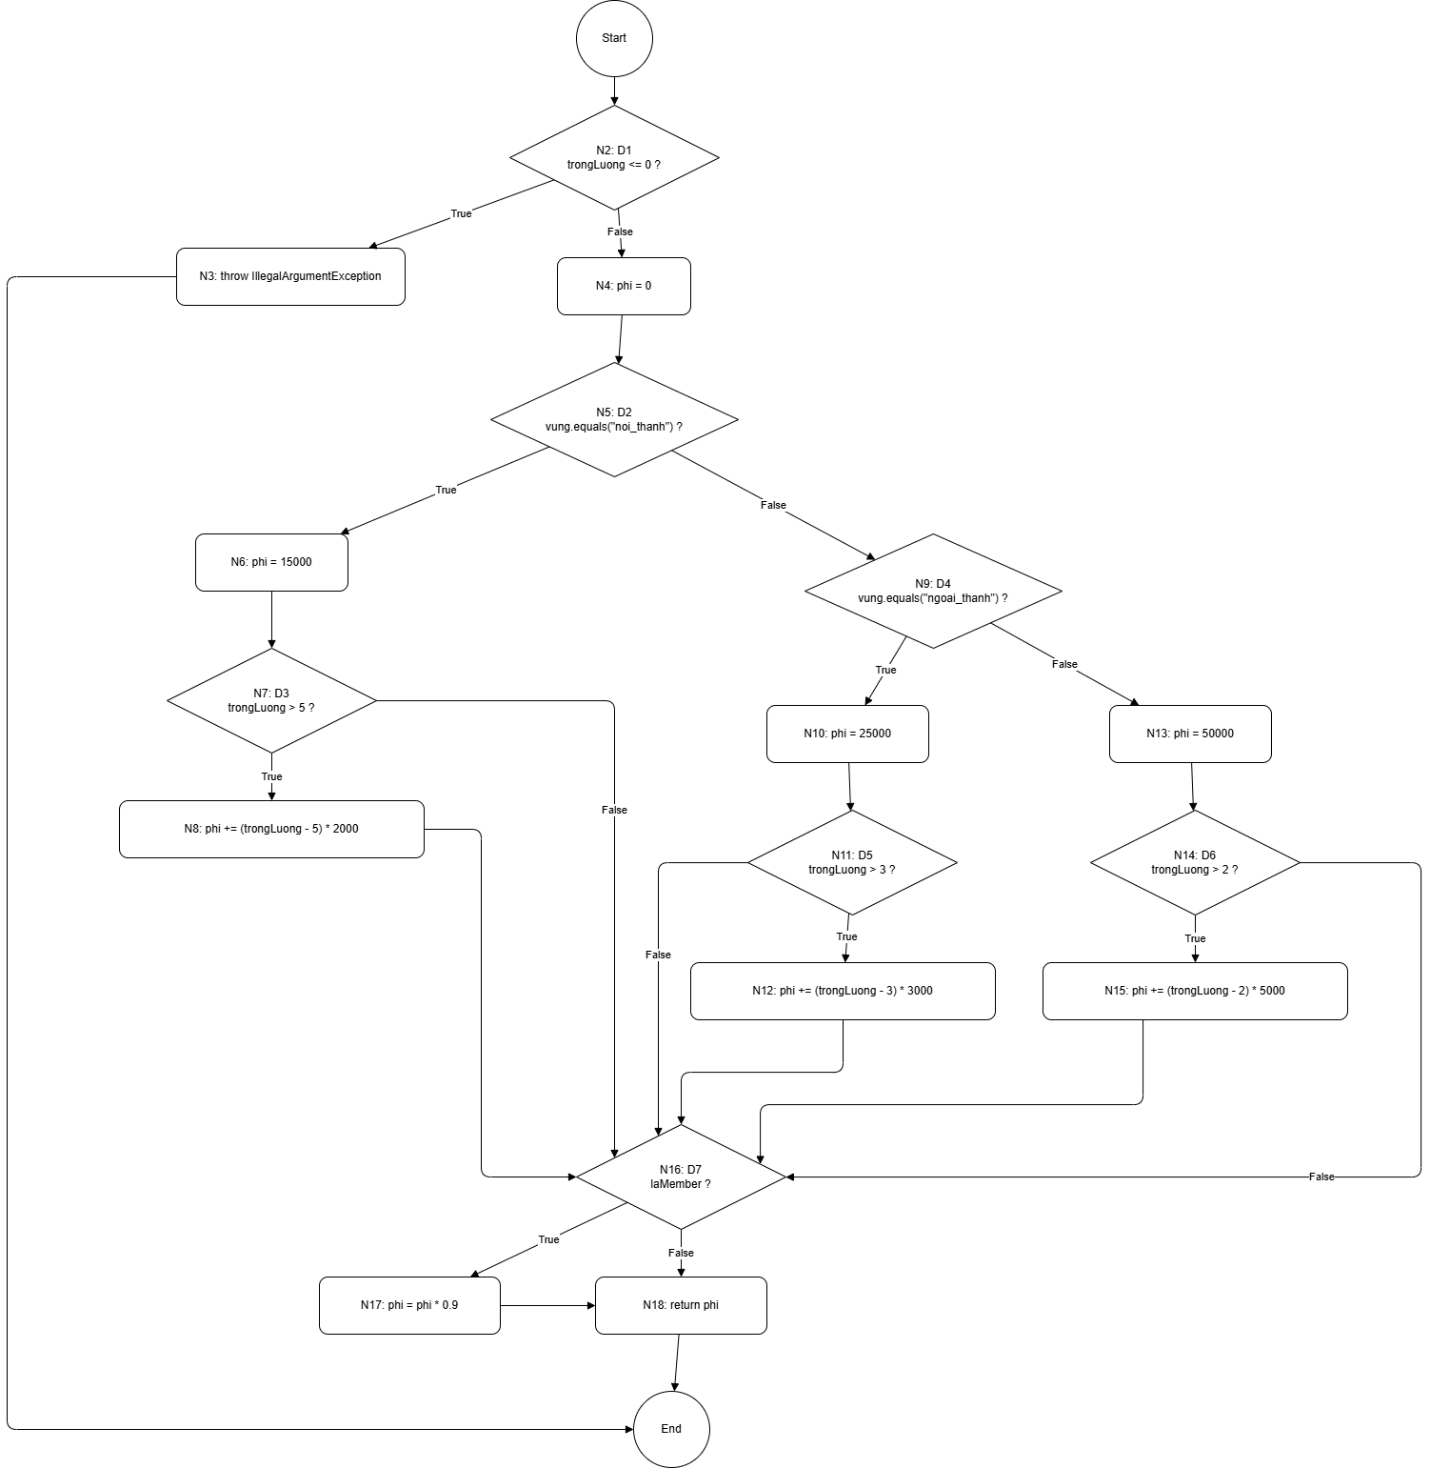 Start
N2: D1
trongLuong <= 0 ?
True
False
N3: throw IllegalArgumentException
N4: phi = 0
N5: D2
vung.equals("noi_thanh") ?
True
False
N6: phi = 15000
N9: D4
vung.equals("ngoai_thanh") ?
True
False
N7: D3
trongLuong > 5 ?
N10: phi = 25000
N13: phi = 50000
True
False
N8: phi += (trongLuong - 5) * 2000
N11: D5
trongLuong > 3 ?
N14: D6
trongLuong > 2 ?
True
True
False
N12: phi += (trongLuong - 3) * 3000
N15: phi += (trongLuong - 2) * 5000
N16: D7
laMember ?
False
True
False
N17: phi = phi * 0.9
N18: return phi
End